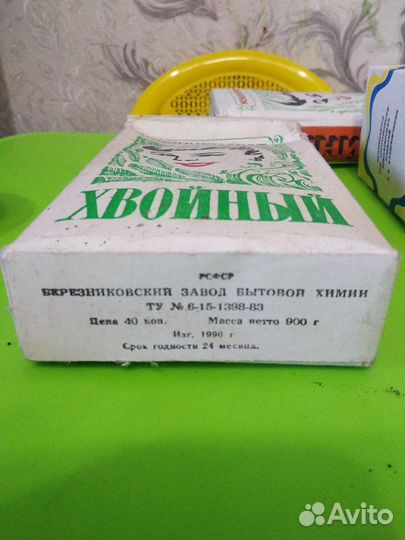 ХВОЙНЫЙ
РСФСР
БЕРЕЗНИКОВСКИЙ ЗАВОД БЫТОВОЙ ХИМИИ
ТУ № 6-15-1398-83
Цена 40 коп. Масса нетто 900 г
Изг. 1990 г
Срок годности 24 месяца.
Avito